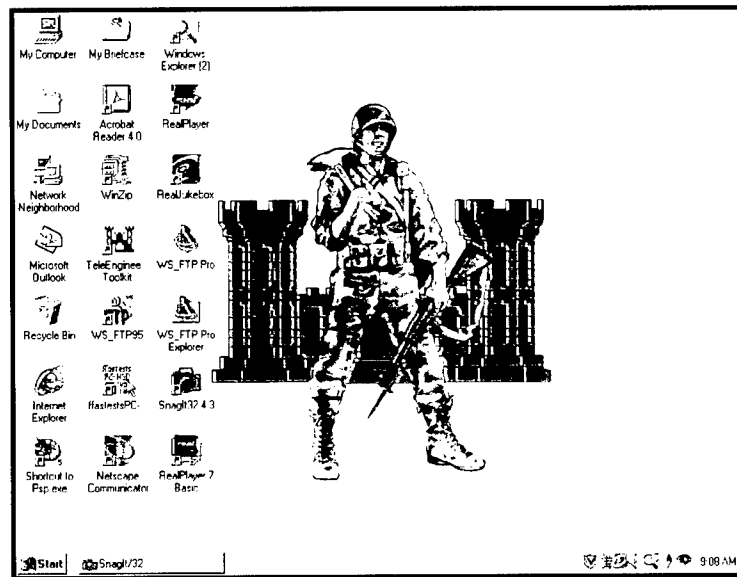 My Computer
My Briefcase
Windows
Explorer (2)
My Documents
Acrobat
Reader 4.0
RealPlayer
Network
Neighborhood
WinZip
RealJukebox
Microsoft
Outlook
TeleEnginee
Toolkit
WS_FTP Pro
Recycle Bin
WS_FTP95
WS_FTP Pro
Explorer
Internet
Explorer
SnagIt32 4.3
Shortcut to
Psp.exe
Netscape
Communicator
RealPlayer 7
Basic
Start
SnagIt/32
9:08 AM